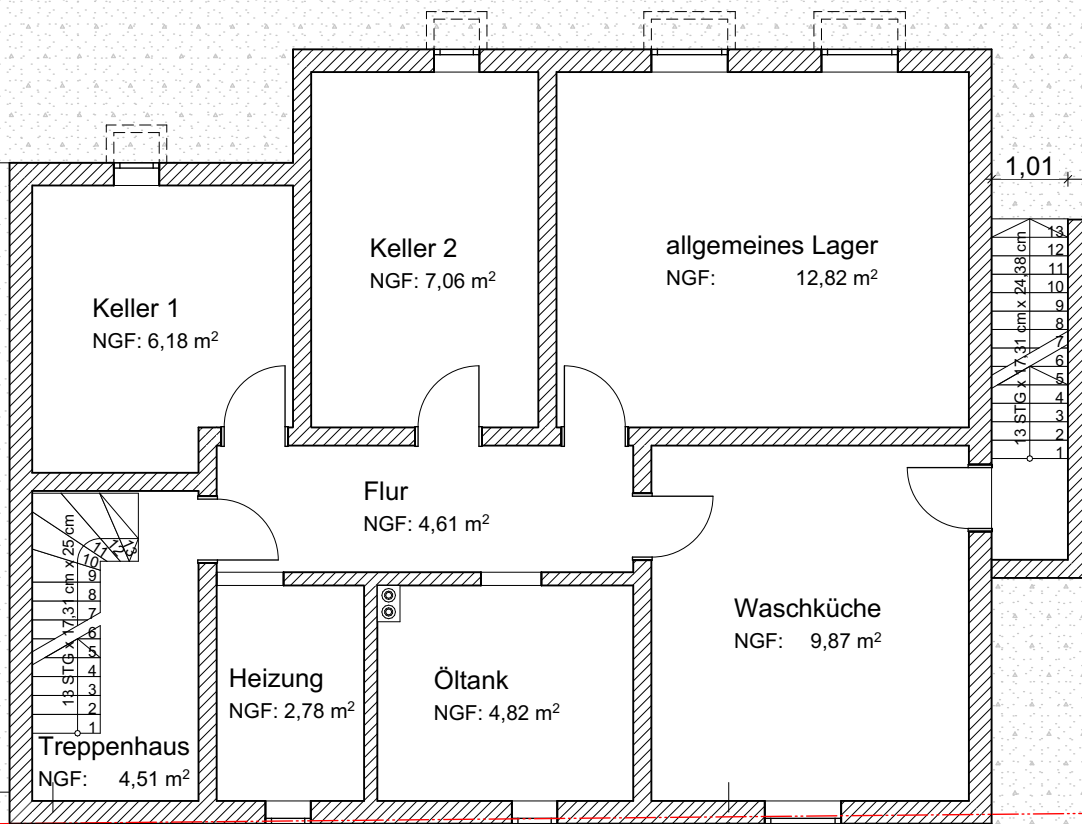 1,01
Keller 2
NGF: 7,06 m²
allgemeines Lager
NGF: 12,82 m²
Keller 1
NGF: 6,18 m²
13
12
11
10
9
8
7
6
5
4
3
2
1
13 STG x 17,31 cm x 24,38 cm
Flur
NGF: 4,61 m²
13
12
11
10
9
8
7
6
5
4
3
2
1
13 STG x 17,31 cm x 25 cm
Waschküche
NGF: 9,87 m²
Heizung
NGF: 2,78 m²
Öltank
NGF: 4,82 m²
Treppenhaus
NGF: 4,51 m²